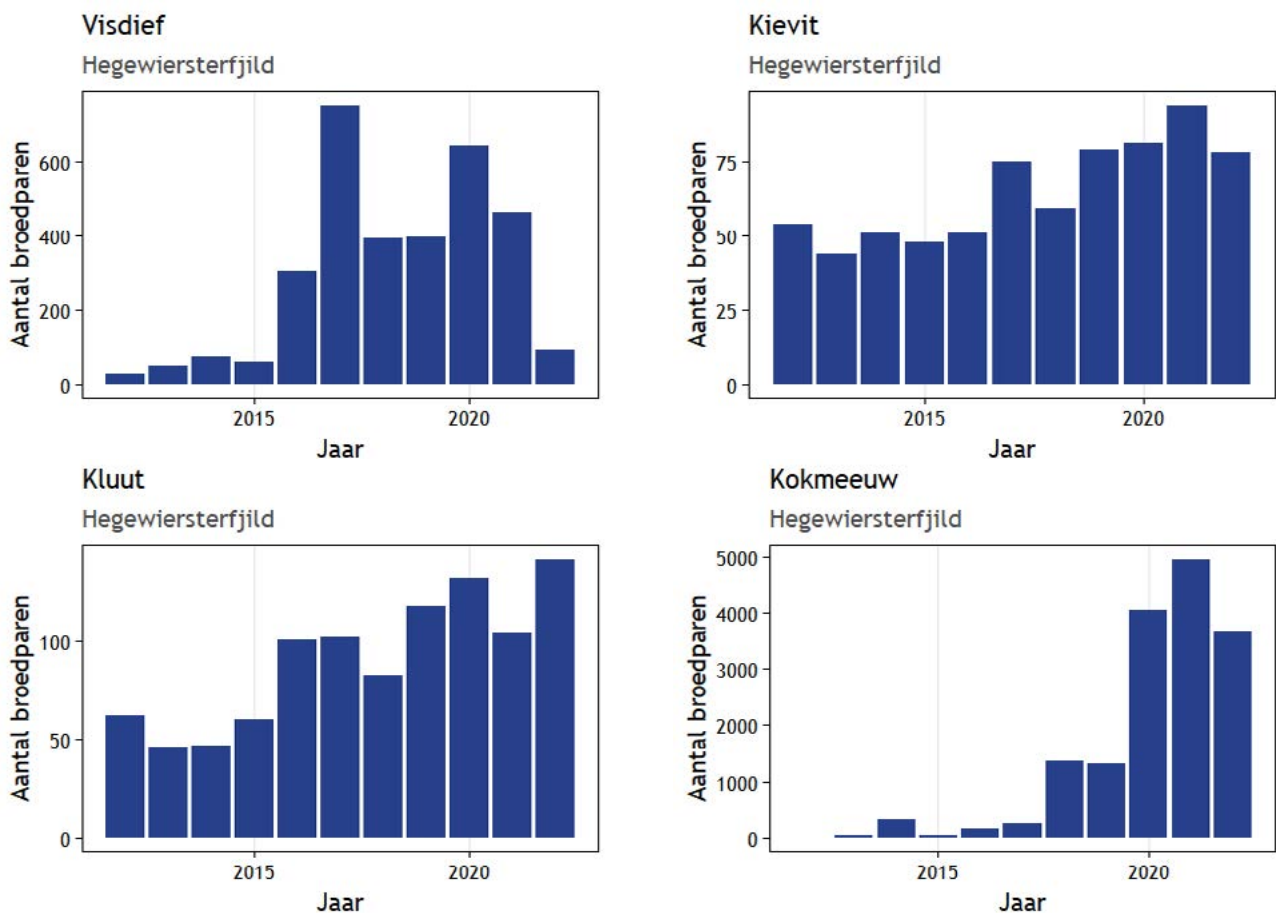 Visdief
Hegewiersterfjild
Aantal broedparen
600
400
200
0
2015 2020
Jaar
Kievit
Hegewiersterfjild
Aantal broedparen
75
50
25
0
2015 2020
Jaar
Kluut
Hegewiersterfjild
Aantal broedparen
100
50
0
2015 2020
Jaar
Kokmeeuw
Hegewiersterfjild
Aantal broedparen
5000
4000
3000
2000
1000
0
2015 2020
Jaar